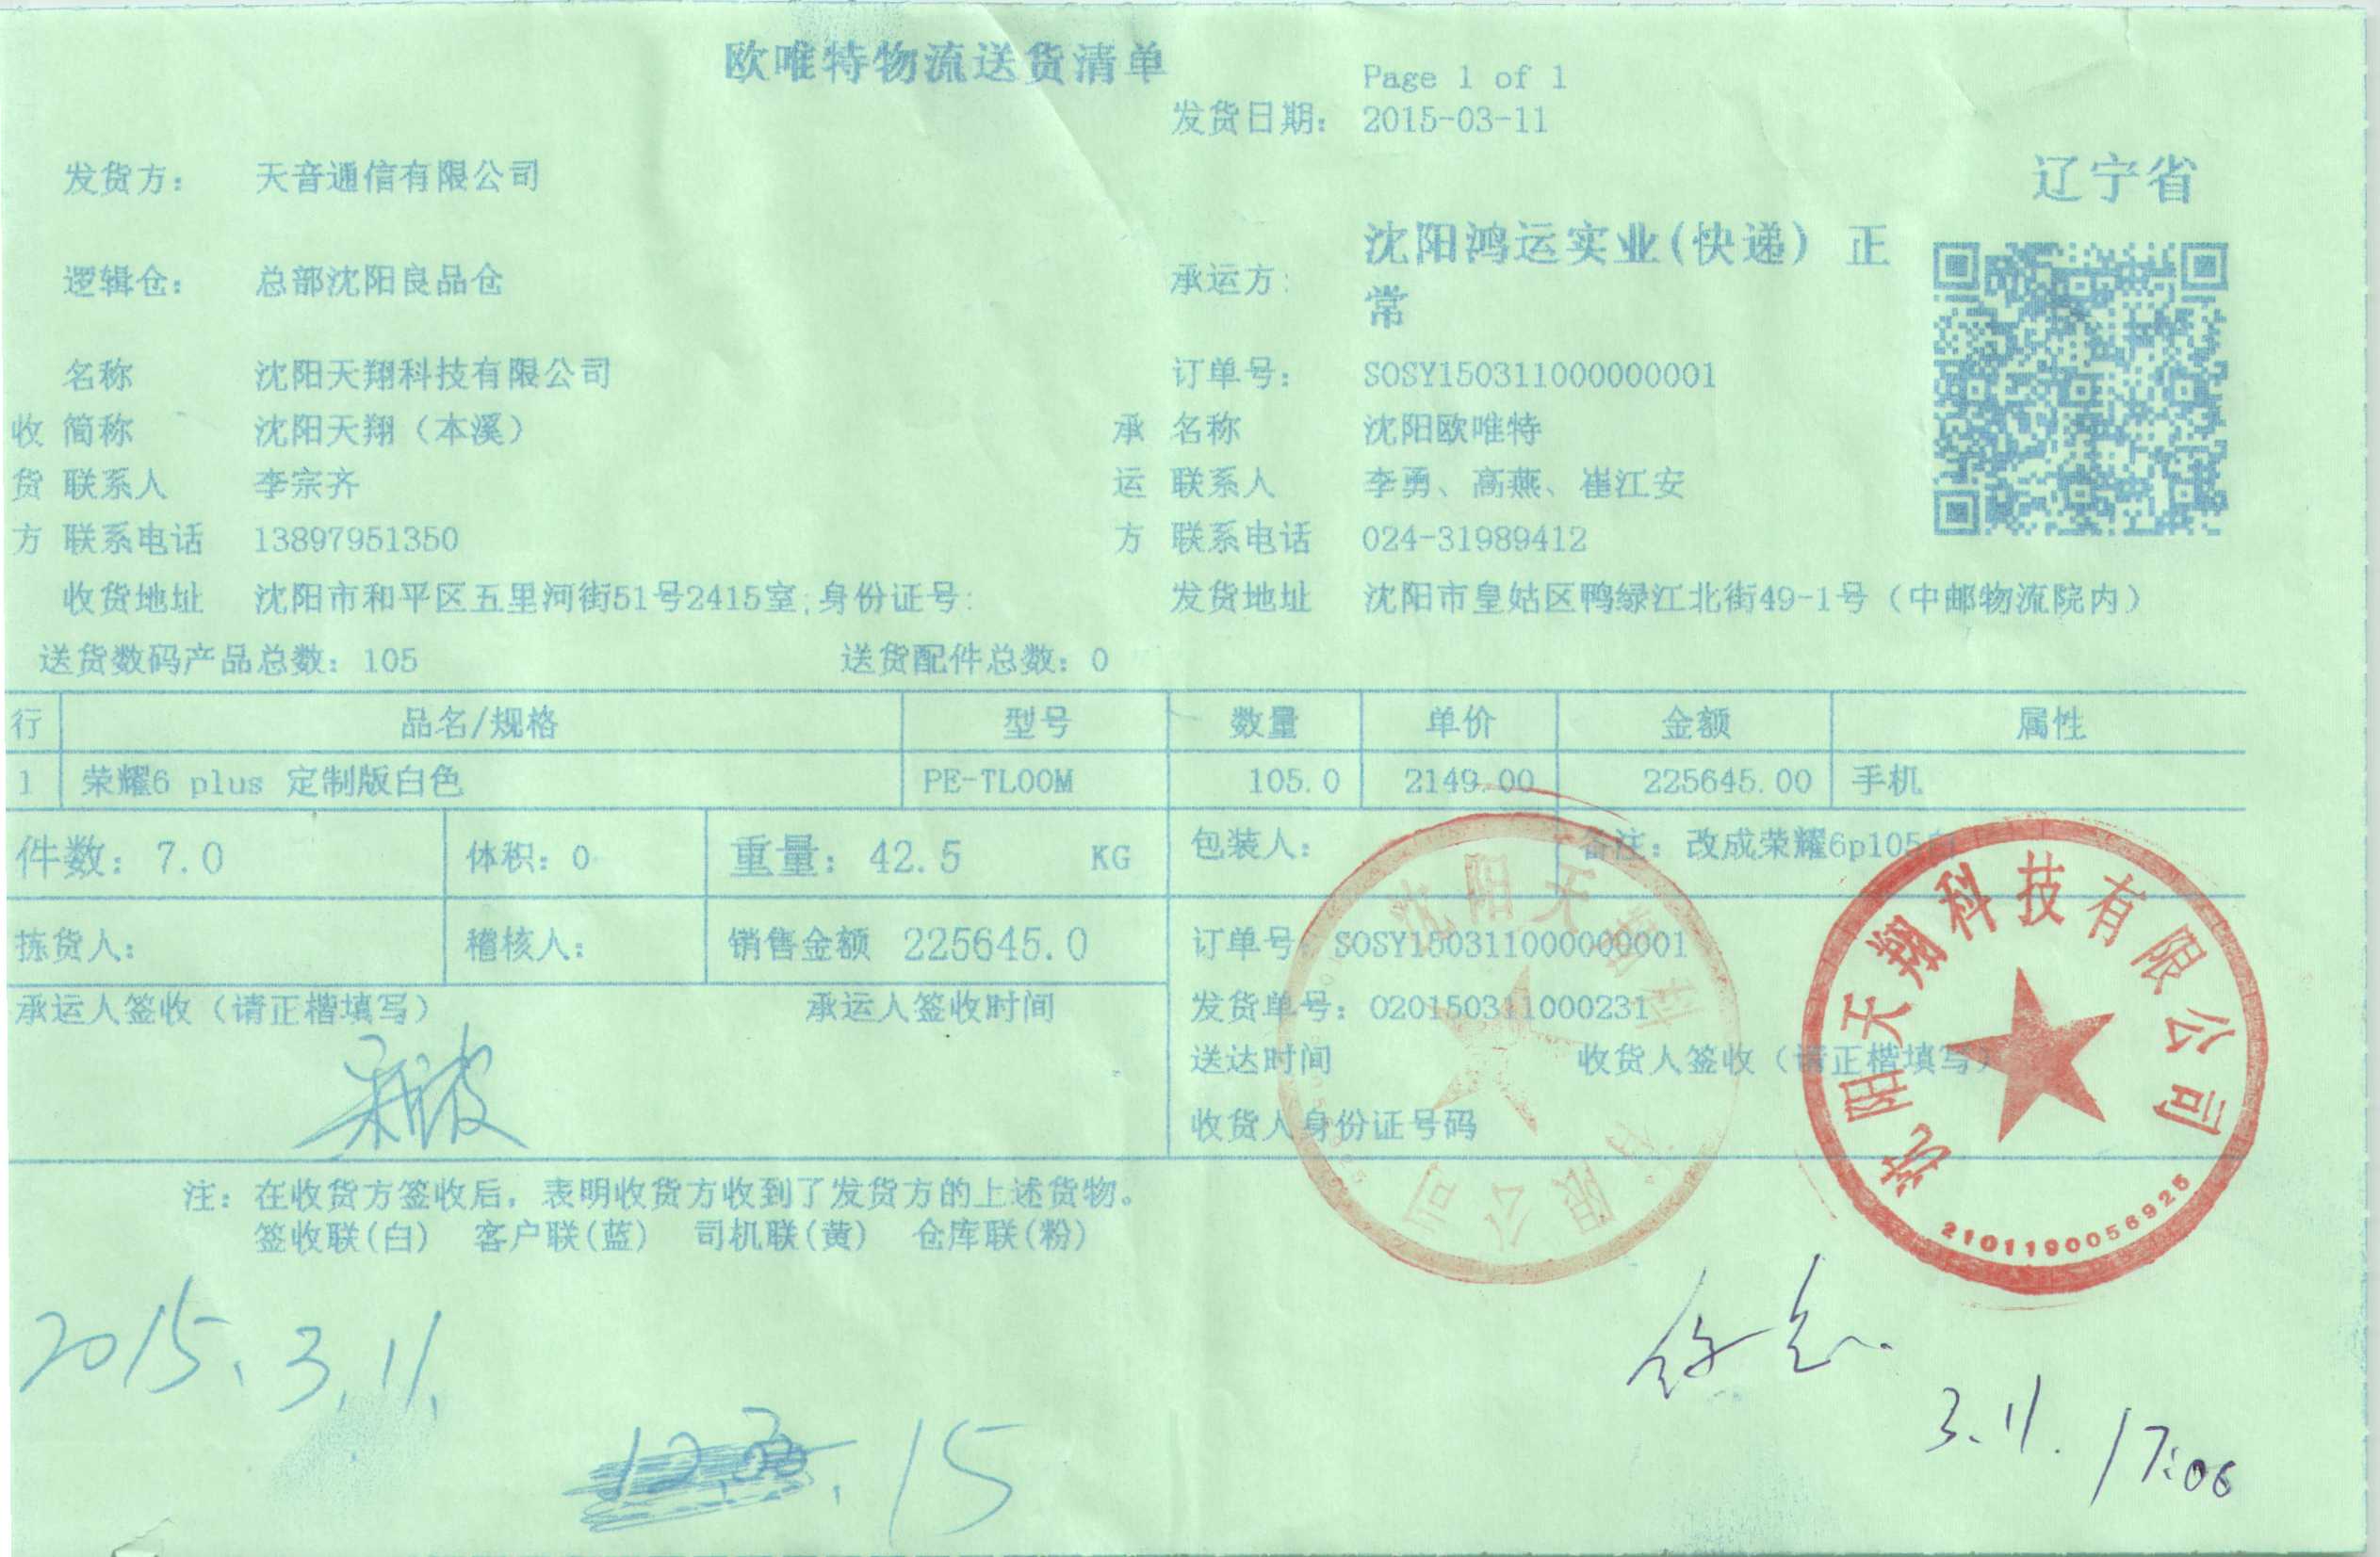 欧唯特物流送货清单
Page 1 of 1
发货日期: 2015-03-11
发货方: 天音通信有限公司
辽宁省
逻辑仓: 总部沈阳良品仓
承运方: 沈阳鸿运实业(快递) 正常
名称 沈阳天翔科技有限公司 订单号: SOSY150311000000001
收 简称 沈阳天翔（本溪） 承 名称 沈阳欧唯特
货 联系人 李宗齐 运 联系人 李勇、高燕、崔江安
方 联系电话 13897951350 方 联系电话 024-31989412
收货地址 沈阳市和平区五里河街51号2415室;身份证号: 发货地址 沈阳市皇姑区鸭绿江北街49-1号（中邮物流院内）
送货数码产品总数: 105 送货配件总数: 0
行 品名/规格 型号 数量 单价 金额 属性
1 荣耀6 plus 定制版白色 PE-TL00M 105.0 2149.00 225645.00 手机
件数: 7.0 体积: 0 重量: 42.5 KG 包装人: 备注: 改成荣耀6p105
拣货人: 稽核人: 销售金额 225645.0 订单号: SOSY150311000000001
承运人签收（请正楷填写） 承运人签收时间 发货单号: 020150311000231
送达时间 收货人签收（请正楷填写）
收货人身份证号码
注: 在收货方签收后, 表明收货方收到了发货方的上述货物。
签收联(白) 客户联(蓝) 司机联(黄) 仓库联(粉)
沈阳天翔科技有限公司
沈阳天翔科技有限公司
2101190056925
2015.3.11.
15
3.11. 17:06